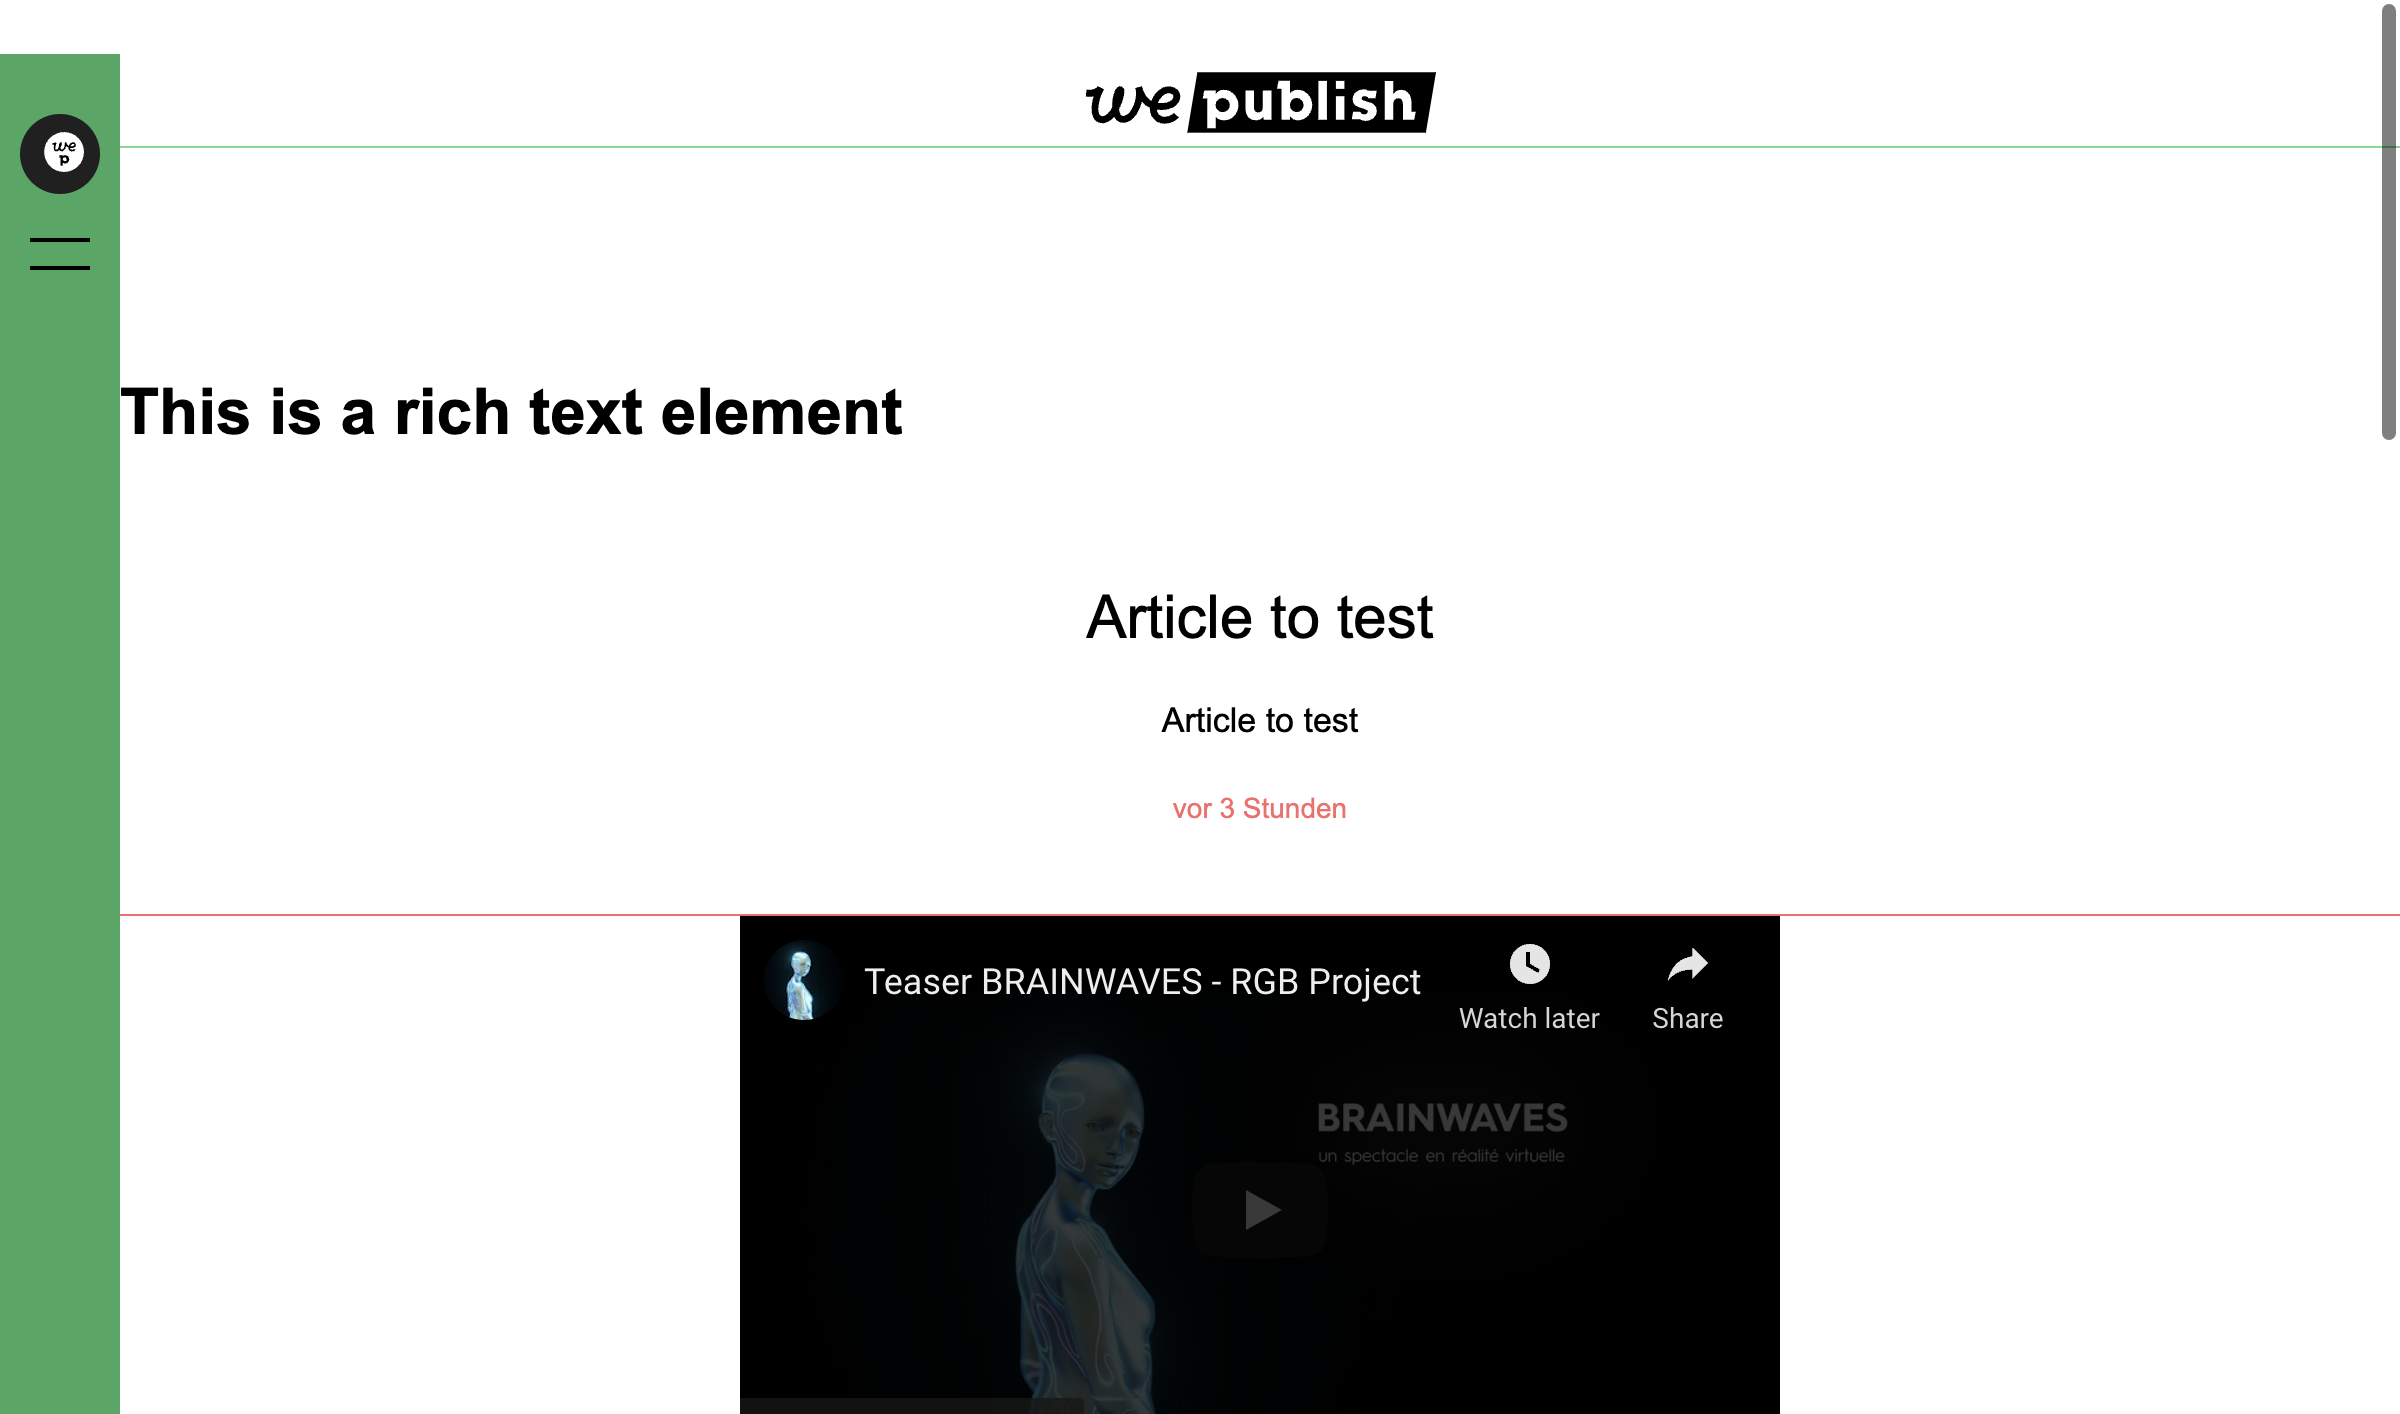 we publish
we
p
This is a rich text element
Article to test
Article to test
vor 3 Stunden
Teaser BRAINWAVES - RGB Project
Watch later
Share
BRAINWAVES
un spectacle en réalité virtuelle